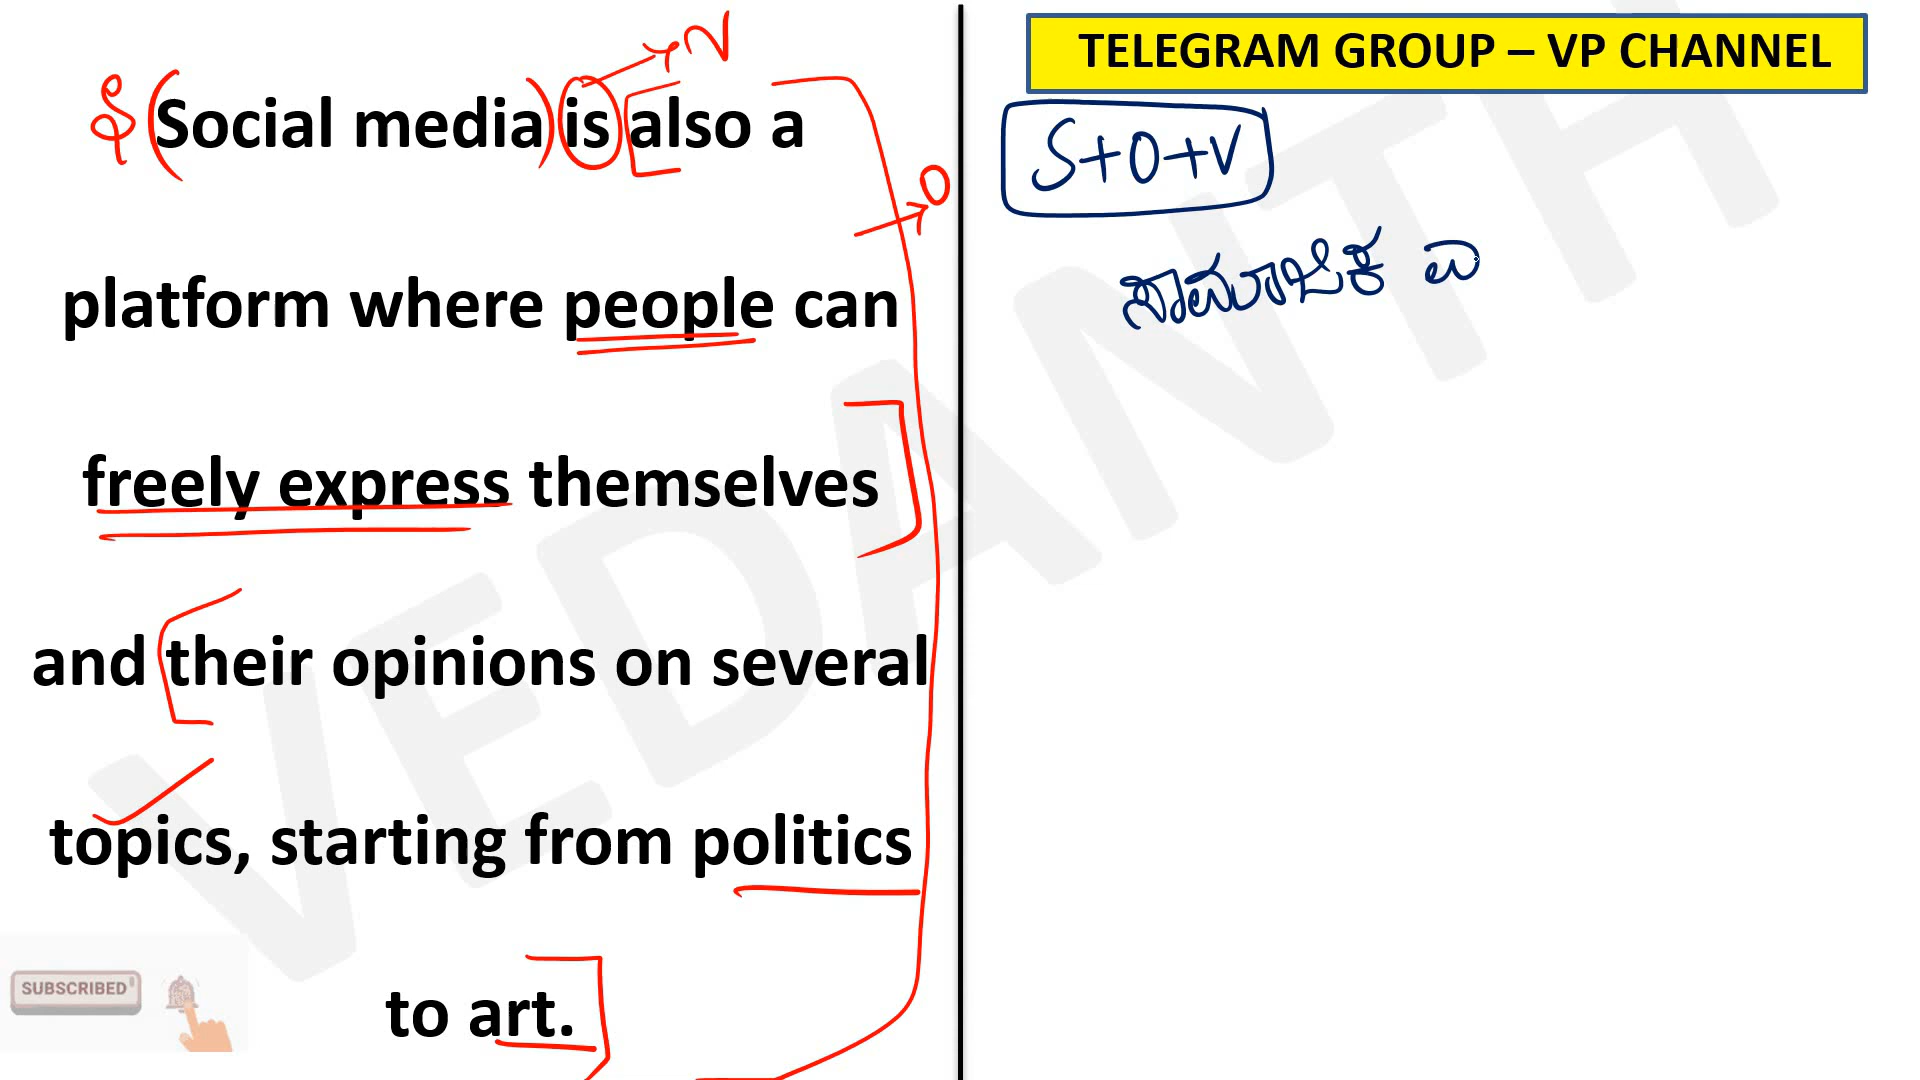 Social media is also a
platform where people can
freely express themselves
and their opinions on several
topics, starting from politics
to art.
S
V
O
SUBSCRIBED
TELEGRAM GROUP – VP CHANNEL
S+O+V
ಸಾಮಾಜಿಕ
VEDANTH